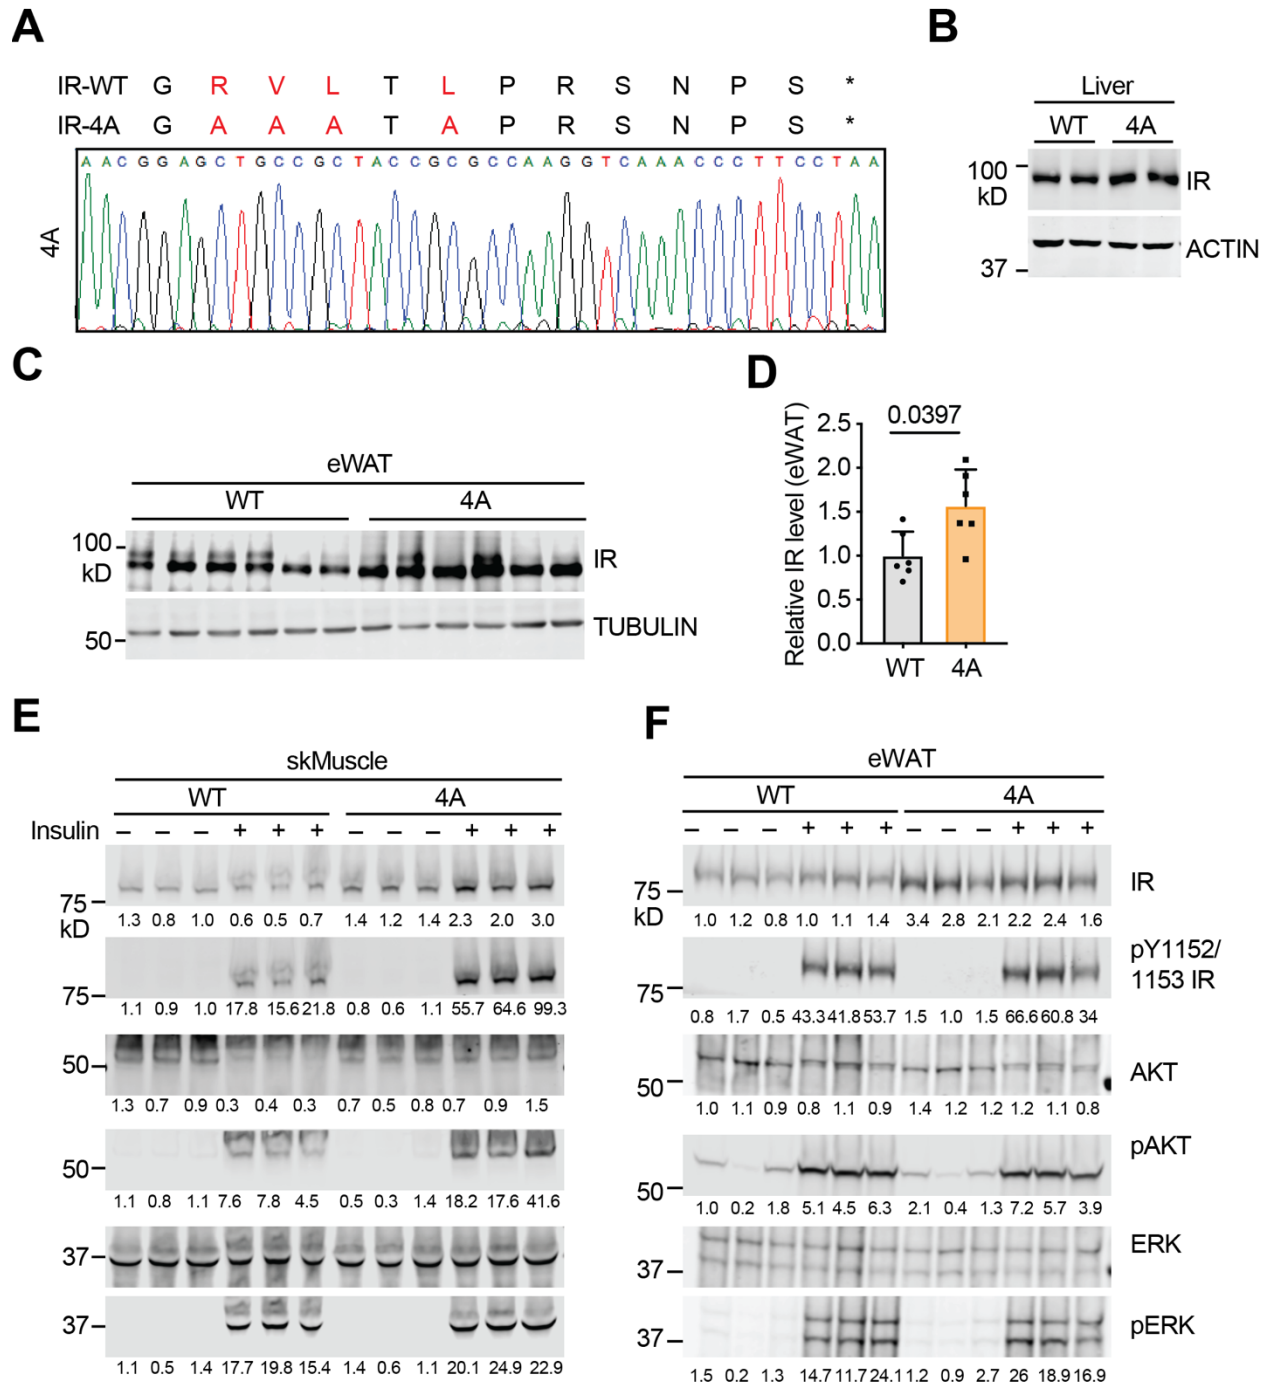 A
IR-WT G R V L T L P R S N P S *
IR-4A G A A A T A P R S N P S *
A A C G G A G C T G C C G C T A C C G C G C C A A G G T C A A A C C C T T C C T A A
4A
B
Liver
WT 4A
100
kD
IR
37
ACTIN
C
eWAT
WT 4A
100
kD
IR
50
TUBULIN
D
Relative IR level (eWAT)
0.0397
2.5
2.0
1.5
1.0
0.5
0.0
WT 4A
E
skMuscle
WT 4A
Insulin – – – + + + – – – + + +
75
kD
1.3 0.8 1.0 0.6 0.5 0.7 1.4 1.2 1.4 2.3 2.0 3.0
75
1.1 0.9 1.0 17.8 15.6 21.8 0.8 0.6 1.1 55.7 64.6 99.3
50
1.3 0.7 0.9 0.3 0.4 0.3 0.7 0.5 0.8 0.7 0.9 1.5
50
1.1 0.8 1.1 7.6 7.8 4.5 0.5 0.3 1.4 18.2 17.6 41.6
37
37
1.1 0.5 1.4 17.7 19.8 15.4 1.4 0.6 1.1 20.1 24.9 22.9
F
eWAT
WT 4A
– – – + + + – – – + + +
75
kD
IR
1.0 1.2 0.8 1.0 1.1 1.4 3.4 2.8 2.1 2.2 2.4 1.6
pY1152/
1153 IR
75
0.8 1.7 0.5 43.3 41.8 53.7 1.5 1.0 1.5 66.6 60.8 34
50
AKT
1.0 1.1 0.9 0.8 1.1 0.9 1.4 1.2 1.2 1.2 1.1 0.8
pAKT
50
1.0 0.2 1.8 5.1 4.5 6.3 2.1 0.4 1.3 7.2 5.7 3.9
ERK
37
pERK
37
1.5 0.2 1.3 14.7 11.7 24.1 1.2 0.9 2.7 26 18.9 16.9